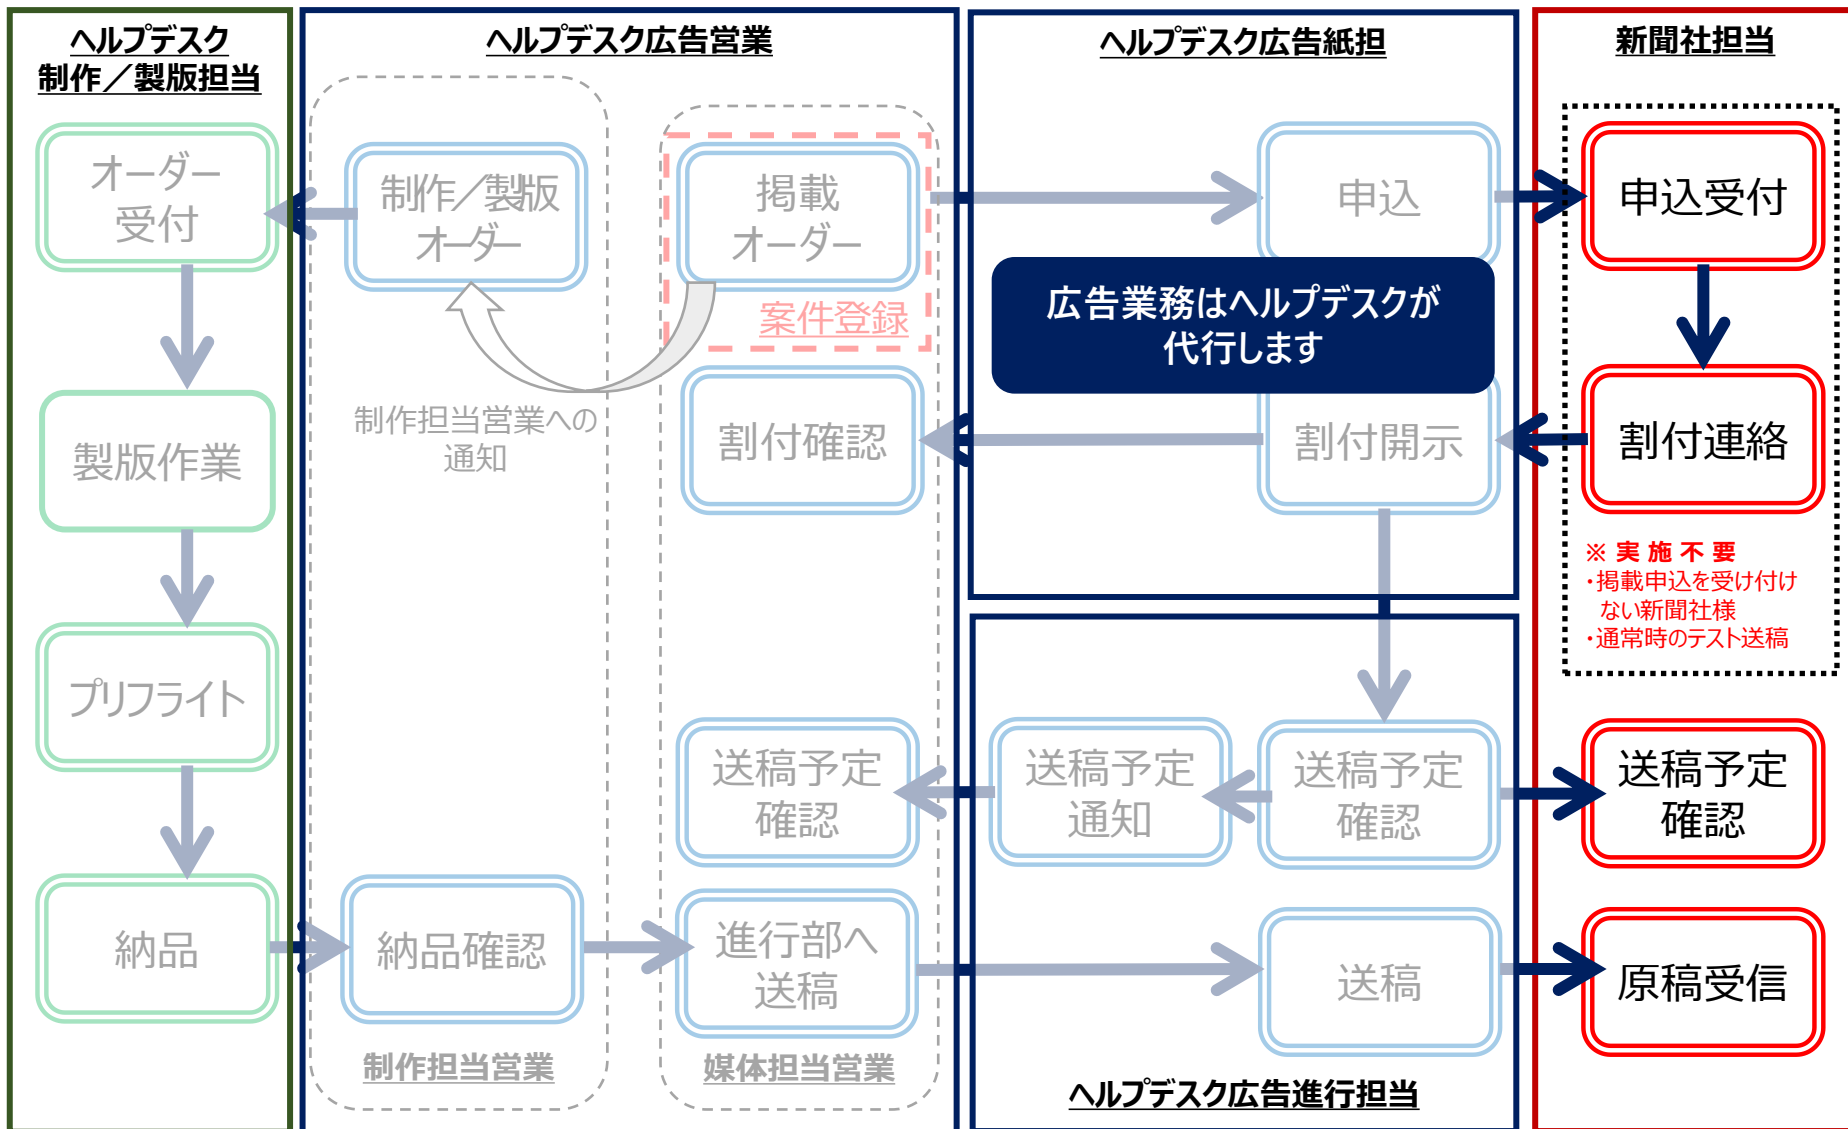 ヘルプデスク
制作／製版担当
オーダー
受付
製版作業
プリフライト
納品
ヘルプデスク広告営業
制作／製版
オーダー
掲載
オーダー
案件登録
制作担当営業への
通知
割付確認
送稿予定
確認
納品確認
進行部へ
送稿
制作担当営業
媒体担当営業
ヘルプデスク広告紙担
申込
広告業務はヘルプデスクが
代行します
割付開示
送稿予定
通知
送稿予定
確認
送稿
ヘルプデスク広告進行担当
新聞社担当
申込受付
割付連絡
※実施不要
・掲載申込を受け付け
ない新聞社様
・通常時のテスト送稿
送稿予定
確認
原稿受信